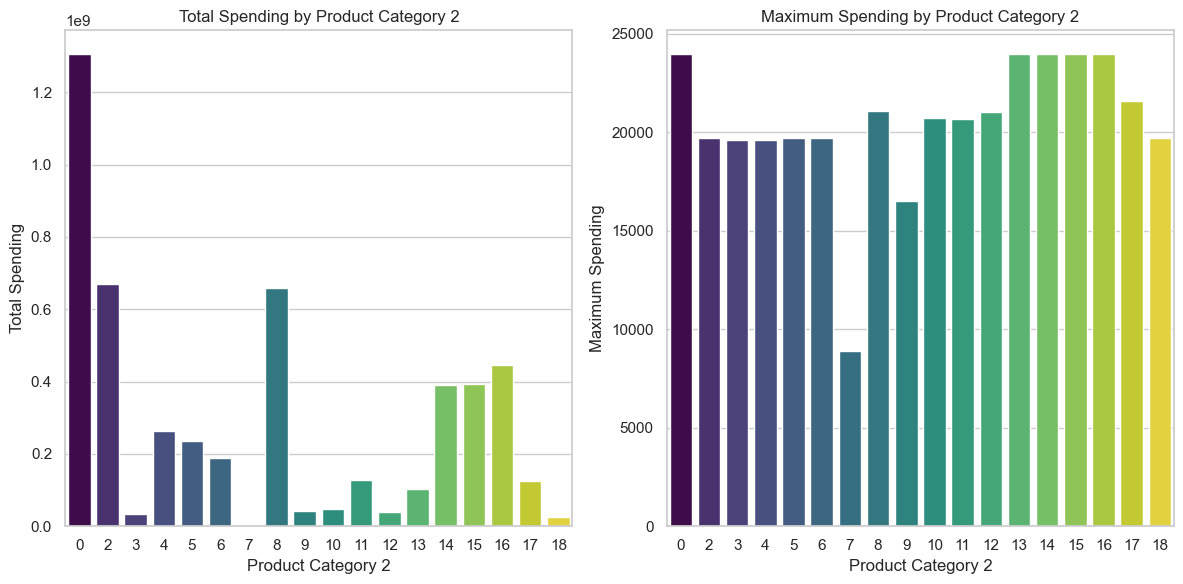 Total Spending by Product Category 2
1e9
Total Spending
1.2
1.0
0.8
0.6
0.4
0.2
0.0
0 2 3 4 5 6 7 8 9 10 11 12 13 14 15 16 17 18
Product Category 2
Maximum Spending by Product Category 2
Maximum Spending
25000
20000
15000
10000
5000
0
0 2 3 4 5 6 7 8 9 10 11 12 13 14 15 16 17 18
Product Category 2